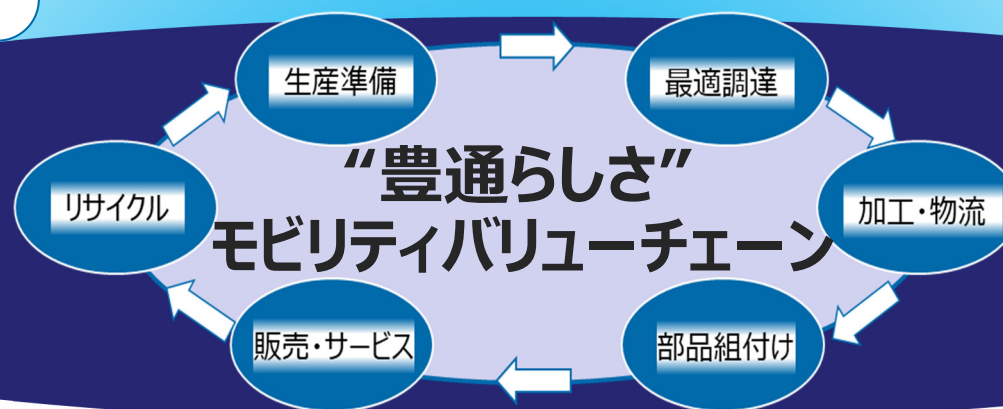 生産準備
最適調達
“豊通らしさ”
リサイクル
加工・物流
モビリティバリューチェーン
販売・サービス
部品組付け